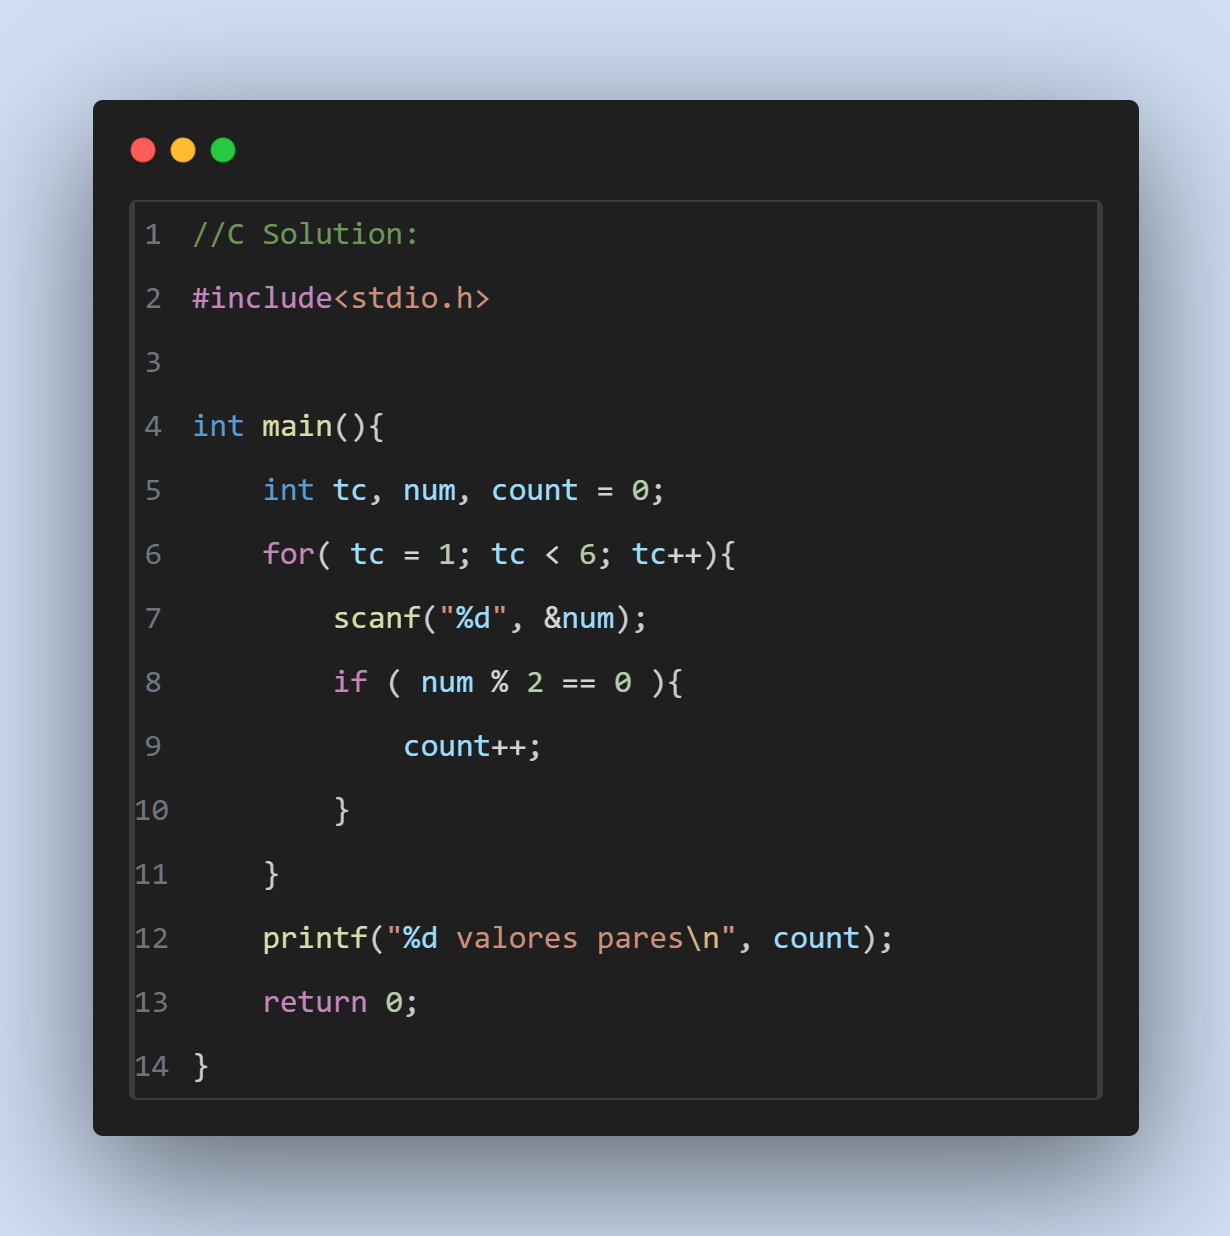 1 //C Solution:
2 #include<stdio.h>
3
4 int main(){
5     int tc, num, count = 0;
6     for( tc = 1; tc < 6; tc++){
7         scanf("%d", &num);
8         if ( num % 2 == 0 ){
9             count++;
10         }
11     }
12     printf("%d valores pares\n", count);
13     return 0;
14 }